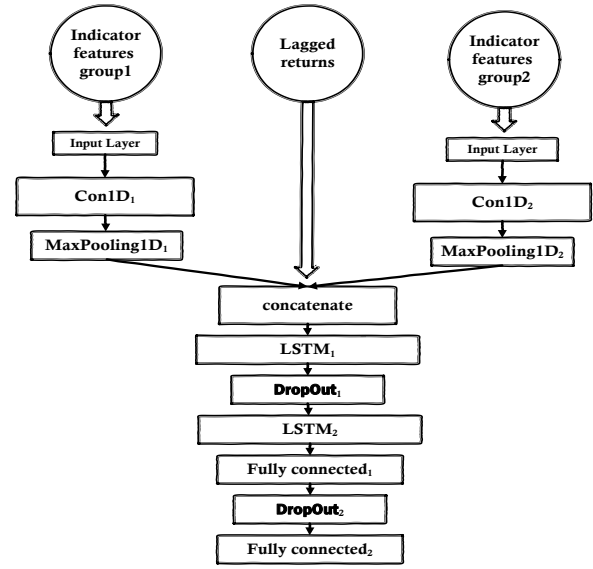 Indicator
features
group1
Lagged
returns
Indicator
features
group2
Input Layer
Input Layer
Con1D₁
Con1D₂
MaxPooling1D₁
MaxPooling1D₂
concatenate
LSTM₁
DropOut₁
LSTM₂
Fully connected₁
DropOut₂
Fully connected₂